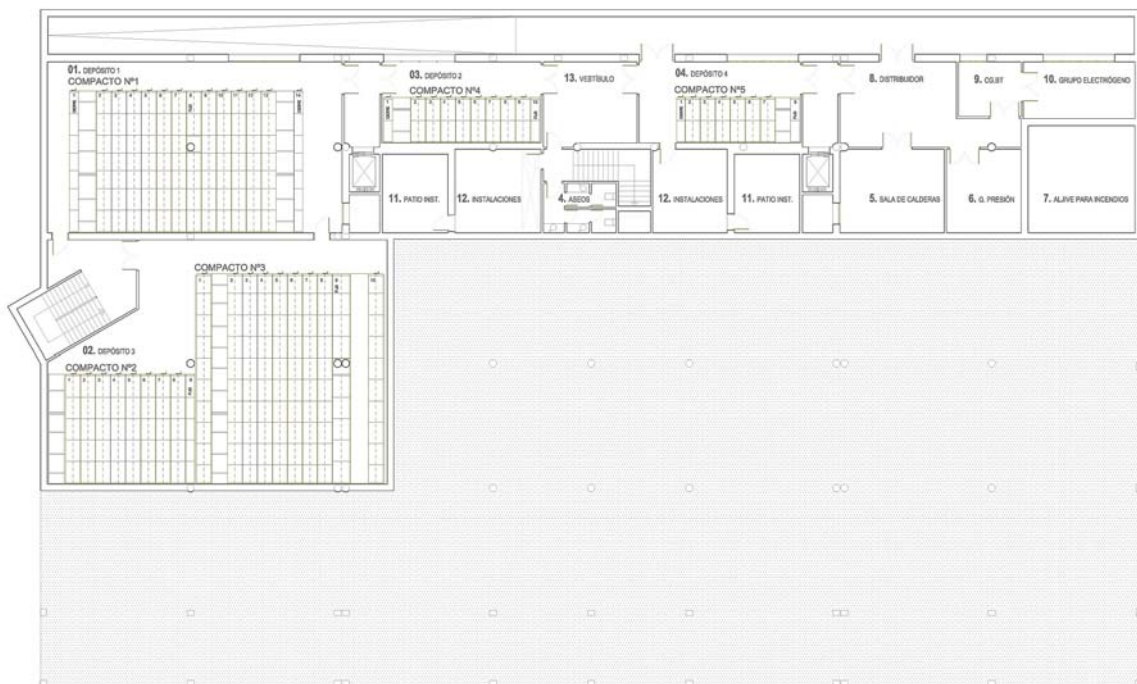 01. DEPÓSITO 1
COMPACTO Nº1
03. DEPÓSITO 2
COMPACTO Nº4
13. VESTÍBULO
04. DEPÓSITO 4
COMPACTO Nº5
8. DISTRIBUIDOR
9. CG.BT
10. GRUPO ELECTRÓGENO
11. PATIO INST.
12. INSTALACIONES
4. ASEOS
12. INSTALACIONES
11. PATIO INST.
5. SALA DE CALDERAS
6. G. PRESIÓN
7. ALJIVE PARA INCENDIOS
COMPACTO Nº3
02. DEPÓSITO 3
COMPACTO Nº2